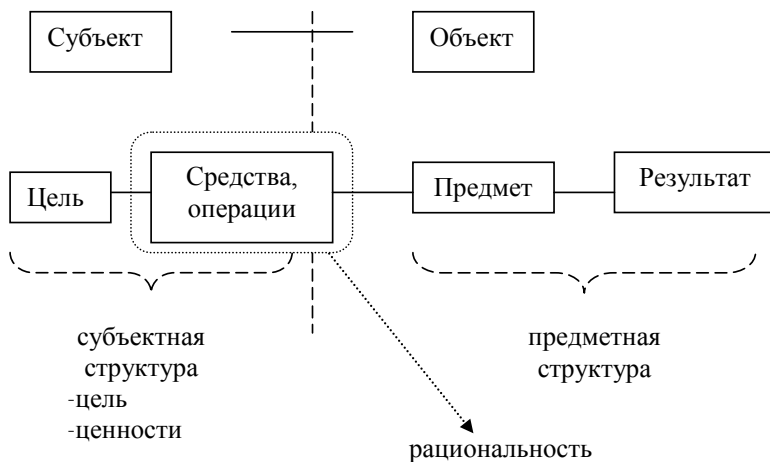 Субъект
Объект
Цель
Средства,
операции
Предмет
Результат
субъектная
структура
-цель
-ценности
предметная
структура
рациональность